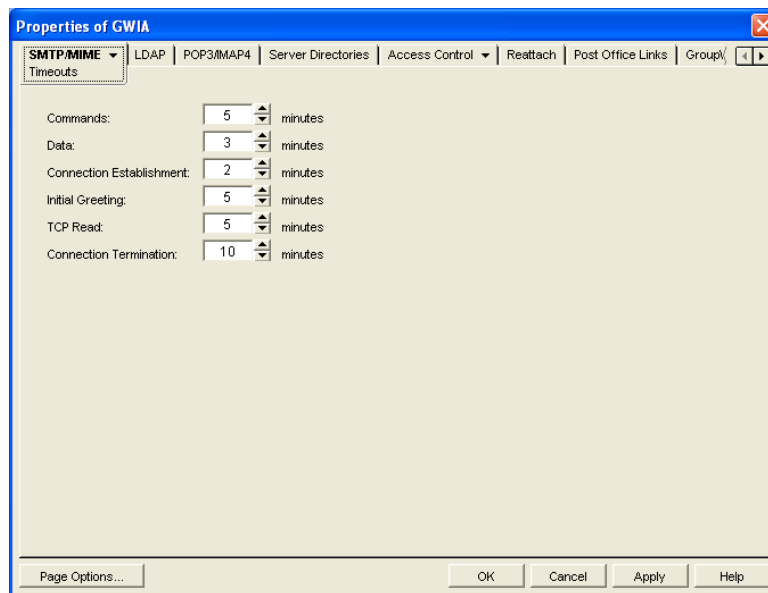 Properties of GWIA
SMTP/MIME LDAP POP3/IMAP4 Server Directories Access Control Reattach Post Office Links
Timeouts
Commands: 5 minutes
Data: 3 minutes
Connection Establishment: 2 minutes
Initial Greeting: 5 minutes
TCP Read: 5 minutes
Connection Termination: 10 minutes
Page Options... OK Cancel Apply Help